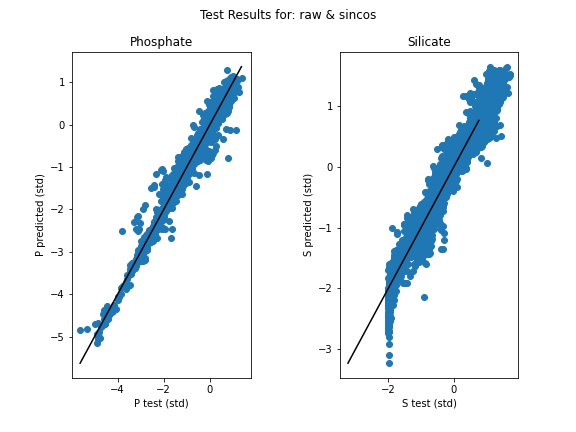 Test Results for: raw & sincos
Phosphate
Silicate
1
0
−1
−2
−3
−4
−5
P predicted (std)
−4
−2
0
P test (std)
1
0
−1
−2
−3
S predicted (std)
−2
0
S test (std)